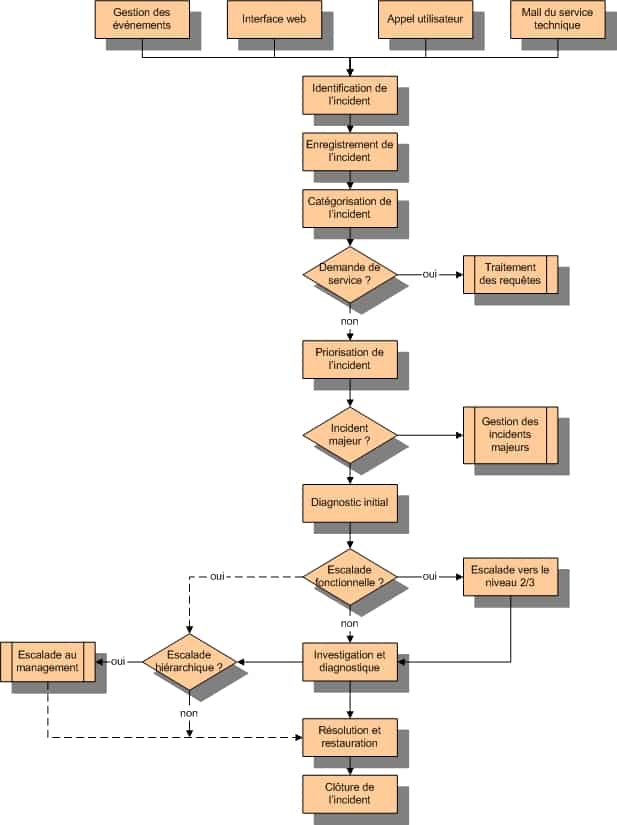 Gestion des
événements
Interface web
Appel utilisateur
Mail du service
technique
Identification de
l'incident
Enregistrement de
l'incident
Catégorisation de
l'incident
Demande de
service ?
oui
Traitement
des requêtes
non
Priorisation de
l'incident
Incident
majeur ?
Gestion des
incidents
majeurs
Diagnostic initial
Escalade
fonctionnelle ?
oui
oui
Escalade vers le
niveau 2/3
non
Investigation et
diagnostique
Escalade
hiérarchique ?
oui
Escalade au
management
non
Résolution et
restauration
Clôture de
l'incident